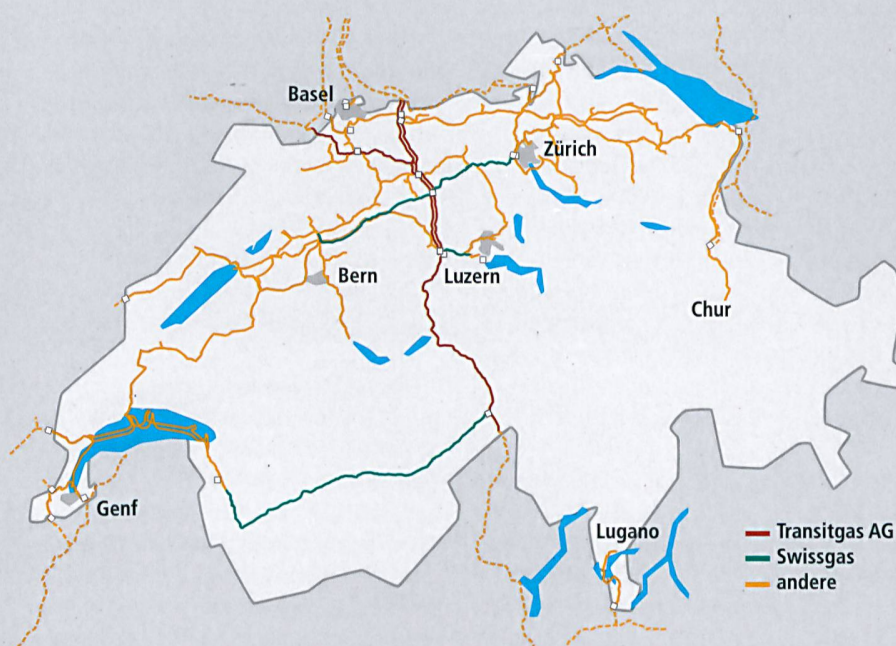 Basel
Zürich
Bern
Luzern
Chur
Genf
Lugano
Transitgas AG
Swissgas
andere